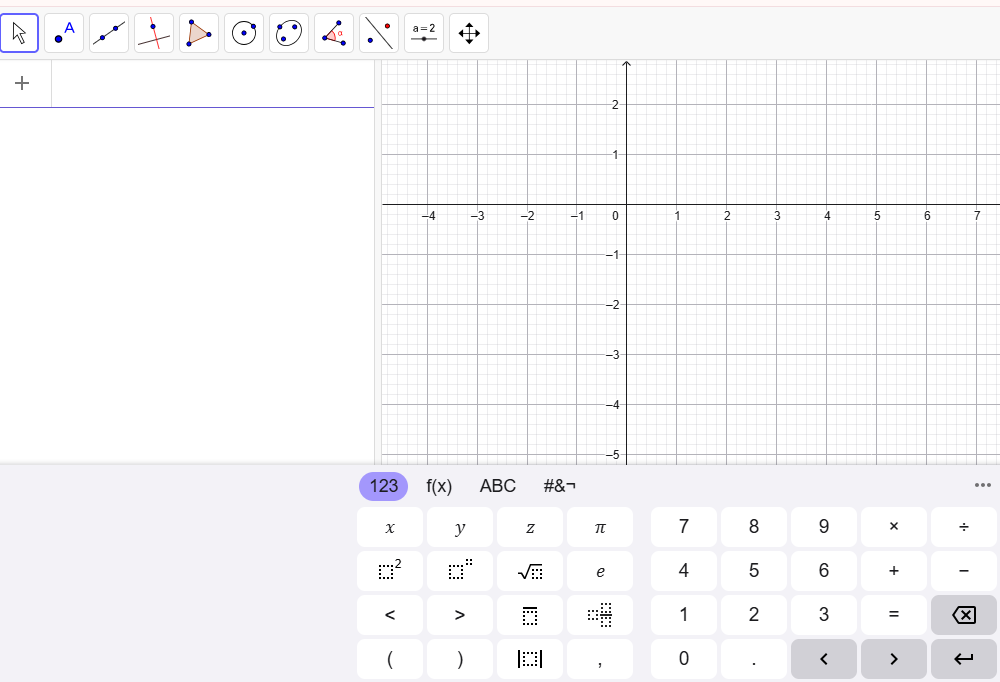 A
α
a = 2
+
2
1
−4 −3 −2 −1 0 1 2 3 4 5 6 7
−1
−2
−3
−4
−5
123 f(x) ABC #&¬
x y z π 7 8 9 × ÷
2 √ e 4 5 6 + −
< > 1 2 3 =
( ) | | , 0 . < >